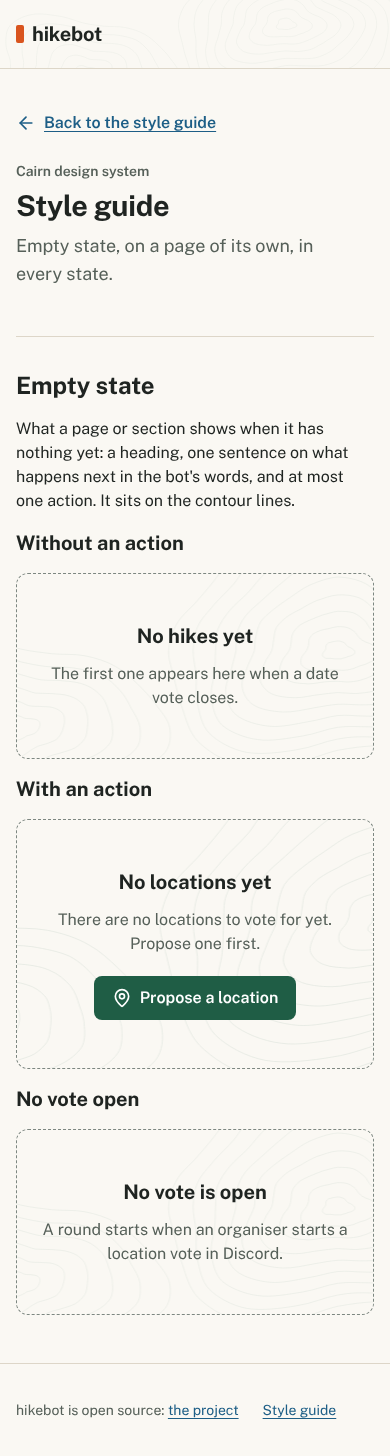 hikebot
Back to the style guide
Cairn design system
Style guide
Empty state, on a page of its own, in
every state.
Empty state
What a page or section shows when it has
nothing yet: a heading, one sentence on what
happens next in the bot's words, and at most
one action. It sits on the contour lines.
Without an action
No hikes yet
The first one appears here when a date
vote closes.
With an action
No locations yet
There are no locations to vote for yet.
Propose one first.
Propose a location
No vote open
No vote is open
A round starts when an organiser starts a
location vote in Discord.
hikebot is open source: the project Style guide